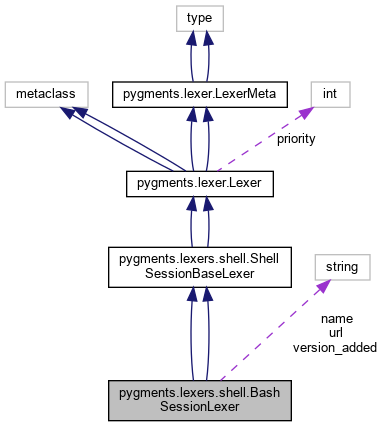 type
metaclass
pygments.lexer.LexerMeta
int
priority
pygments.lexer.Lexer
pygments.lexers.shell.Shell
SessionBaseLexer
string
name
url
version_added
pygments.lexers.shell.Bash
SessionLexer